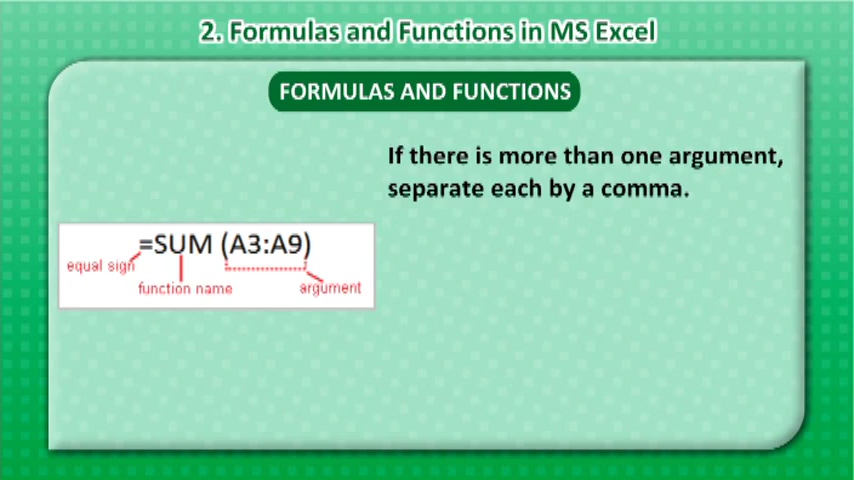 2. Formulas and Functions in MS Excel
FORMULAS AND FUNCTIONS
If there is more than one argument,
separate each by a comma.
=SUM (A3:A9)
equal sign
function name
argument